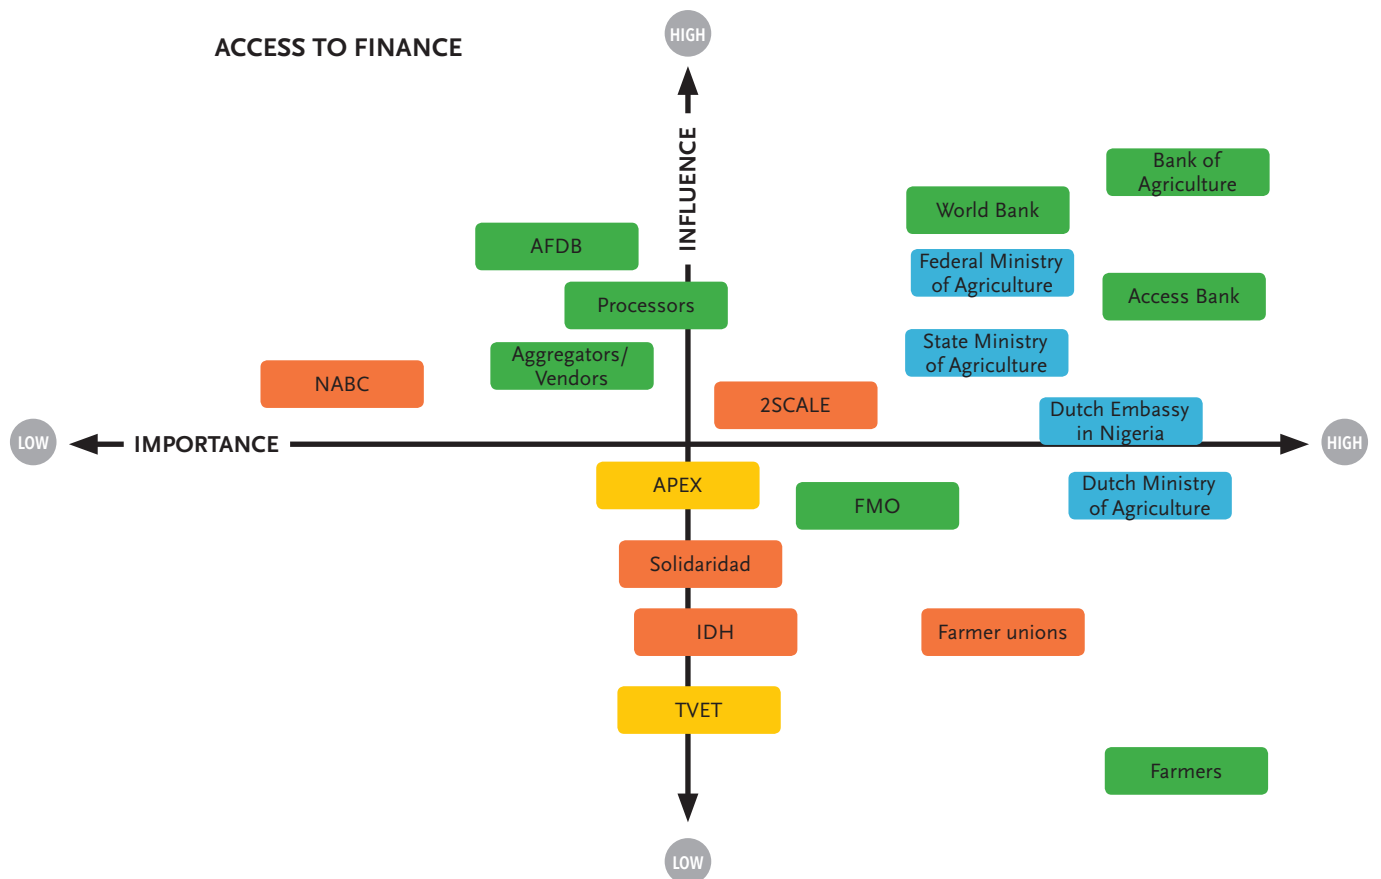 HIGH
ACCESS TO FINANCE
INFLUENCE
Bank of
Agriculture
World Bank
AFDB
Federal Ministry
of Agriculture
Access Bank
Processors
State Ministry
of Agriculture
Aggregators/
Vendors
NABC
2SCALE
Dutch Embassy
in Nigeria
LOW
IMPORTANCE
HIGH
APEX
FMO
Dutch Ministry
of Agriculture
Solidaridad
IDH
Farmer unions
TVET
Farmers
LOW